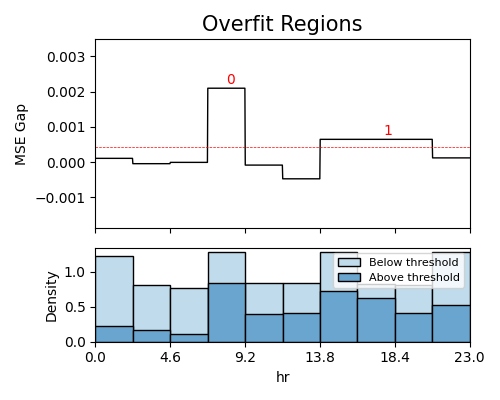 Overfit Regions
MSE Gap
0.003
0.002
0.001
0.000
−0.001
0
1
Density
1.0
0.5
0.0
Below threshold
Above threshold
0.0 4.6 9.2 13.8 18.4 23.0
hr